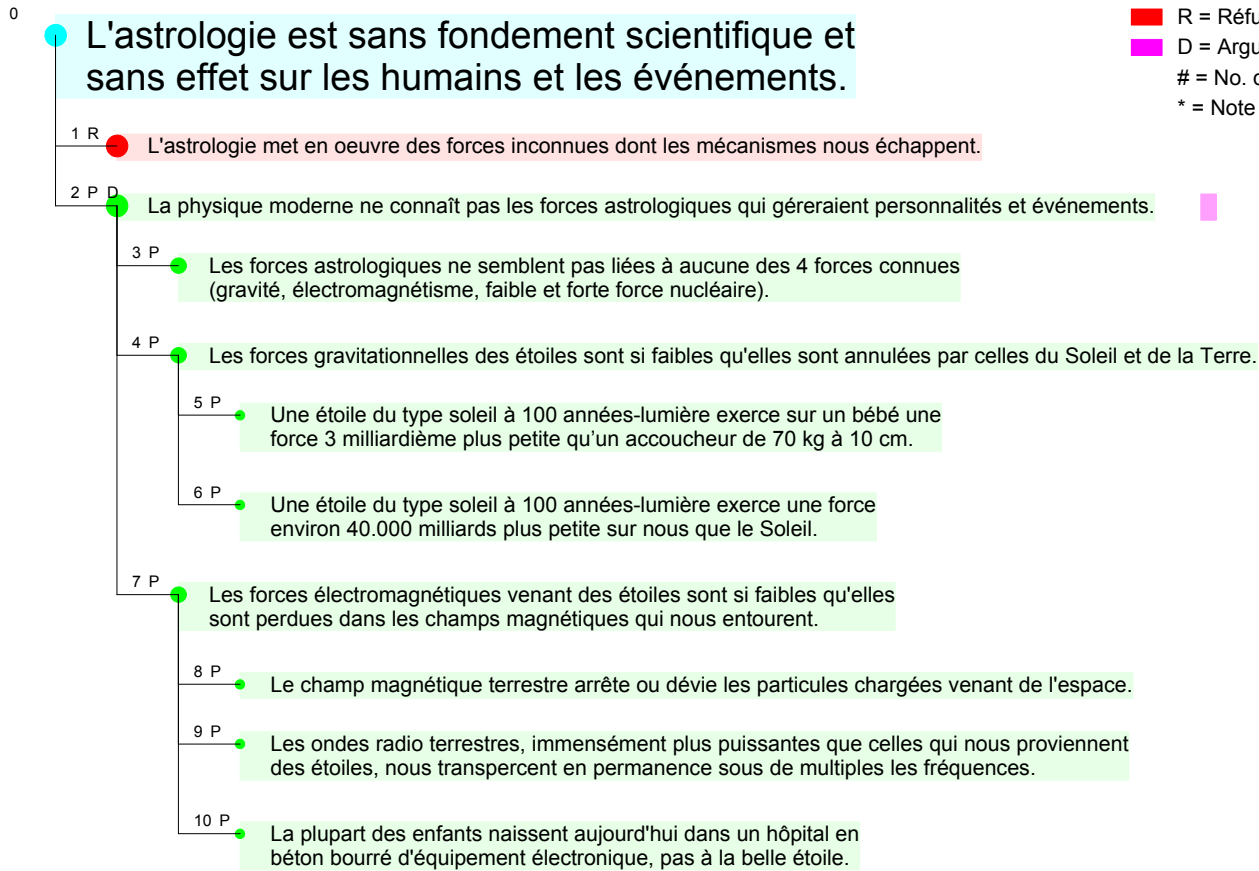 0
L'astrologie est sans fondement scientifique et
sans effet sur les humains et les événements.
R = Réfu
D = Argu
# = No. d
* = Note
1 R
L'astrologie met en oeuvre des forces inconnues dont les mécanismes nous échappent.
2 P D
La physique moderne ne connaît pas les forces astrologiques qui géreraient personnalités et événements.
3 P
Les forces astrologiques ne semblent pas liées à aucune des 4 forces connues
(gravité, électromagnétisme, faible et forte force nucléaire).
4 P
Les forces gravitationnelles des étoiles sont si faibles qu'elles sont annulées par celles du Soleil et de la Terre.
5 P
Une étoile du type soleil à 100 années-lumière exerce sur un bébé une
force 3 milliardième plus petite qu'un accoucheur de 70 kg à 10 cm.
6 P
Une étoile du type soleil à 100 années-lumière exerce une force
environ 40.000 milliards plus petite sur nous que le Soleil.
7 P
Les forces électromagnétiques venant des étoiles sont si faibles qu'elles
sont perdues dans les champs magnétiques qui nous entourent.
8 P
Le champ magnétique terrestre arrête ou dévie les particules chargées venant de l'espace.
9 P
Les ondes radio terrestres, immensément plus puissantes que celles qui nous proviennent
des étoiles, nous transpercent en permanence sous de multiples les fréquences.
10 P
La plupart des enfants naissent aujourd'hui dans un hôpital en
béton bourré d'équipement électronique, pas à la belle étoile.